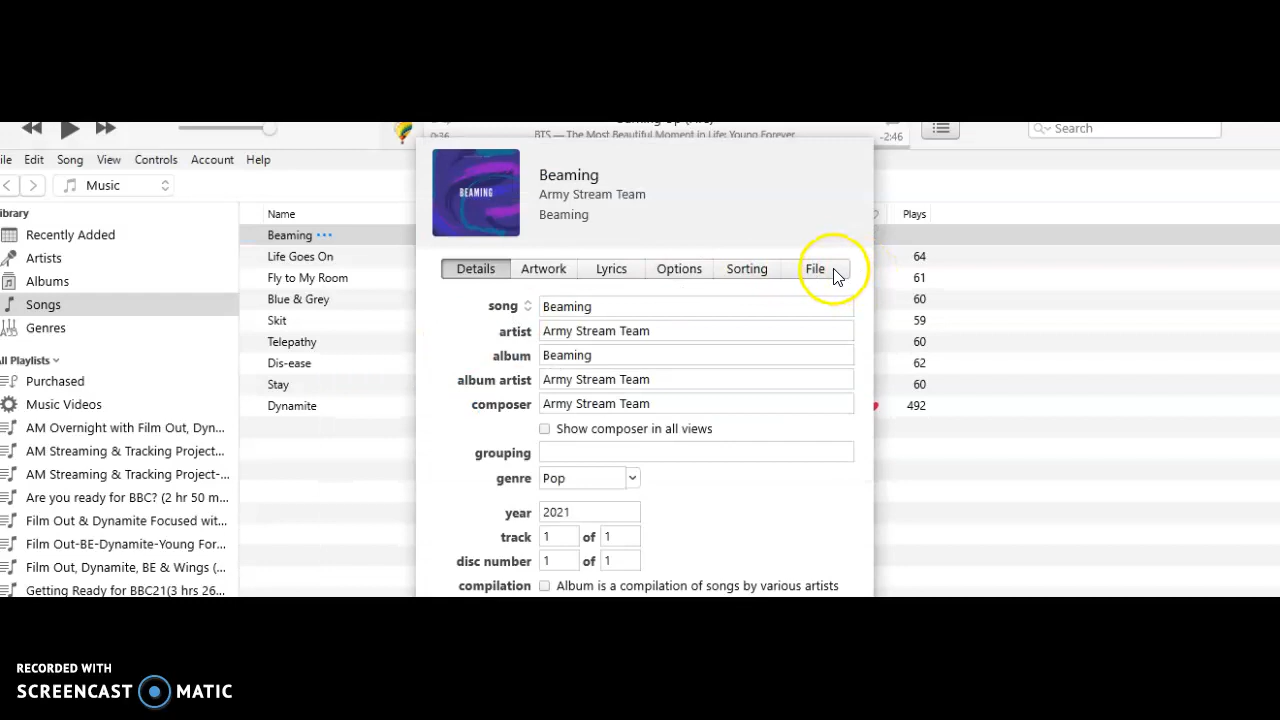 BTS — The Most Beautiful Moment in Life: Young Forever
0:36
-2:46
Search
ile Edit Song View Controls Account Help
Music
BEAMING
Beaming
Army Stream Team
Beaming
ibrary
Recently Added
Artists
Albums
Songs
Genres
ll Playlists
Purchased
Music Videos
AM Overnight with Film Out, Dyn...
AM Streaming & Tracking Project...
AM Streaming & Tracking Project-...
Are you ready for BBC? (2 hr 50 m...
Film Out & Dynamite Focused wit...
Film Out-BE-Dynamite-Young For...
Film Out, Dynamite, BE & Wings (...
Getting Ready for BBC21(3 hrs 26...
Name
Beaming •••
Life Goes On
Fly to My Room
Blue & Grey
Skit
Telepathy
Dis-ease
Stay
Dynamite
Details Artwork Lyrics Options Sorting File
song Beaming
artist Army Stream Team
album Beaming
album artist Army Stream Team
composer Army Stream Team
Show composer in all views
grouping
genre Pop
year 2021
track 1 of 1
disc number 1 of 1
compilation Album is a compilation of songs by various artists
Plays
64
61
60
59
60
62
60
492
RECORDED WITH
SCREENCAST MATIC